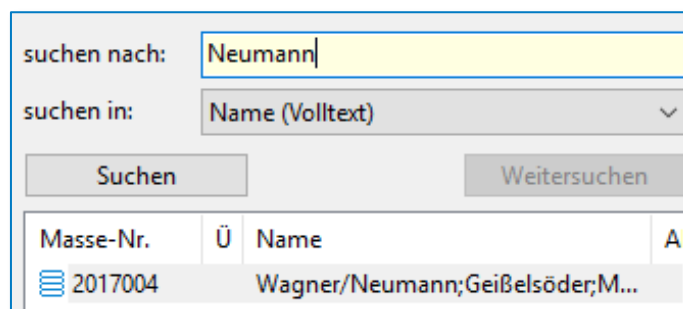 suchen nach: Neumann
suchen in: Name (Volltext)
Suchen Weitersuchen
Masse-Nr. Ü Name A
2017004 Wagner/Neumann;Geißelsöder;M...